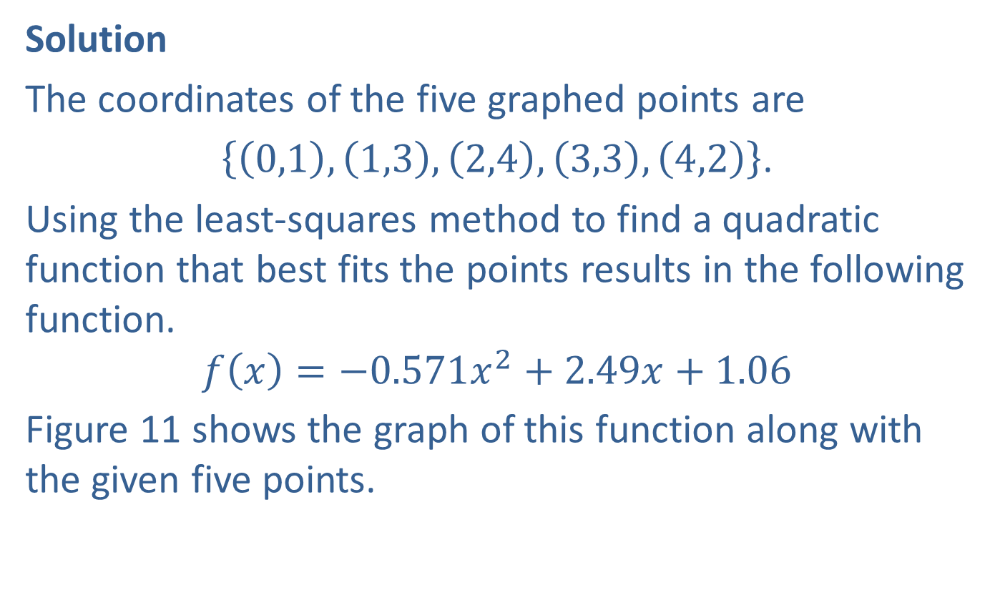 Solution
The coordinates of the five graphed points are
{(0,1), (1,3), (2,4), (3,3), (4,2)}.
Using the least-squares method to find a quadratic
function that best fits the points results in the following
function.
f(x) = −0.571x² + 2.49x + 1.06
Figure 11 shows the graph of this function along with
the given five points.